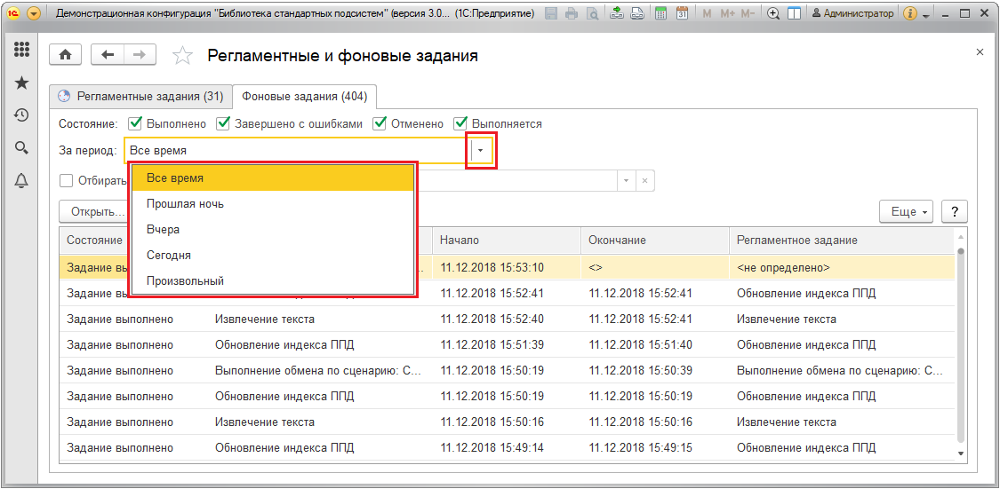 Демонстрационная конфигурация "Библиотека стандартных подсистем" (версия 3.0... (1С:Предприятие) 31 M M+ M- Администратор
Регламентные и фоновые задания
Регламентные задания (31) Фоновые задания (404)
Состояние: Выполнено Завершено с ошибками Отменено Выполняется
За период: Все время
Отбирать
Все время
Прошлая ночь
Вчера
Сегодня
Произвольный
Открыть... Еще ?
Состояние Начало Окончание Регламентное задание
Задание вы ... 11.12.2018 15:53:10 <> <не определено>
Задание вы 11.12.2018 15:52:41 11.12.2018 15:52:41 Обновление индекса ППД
Задание выполнено Извлечение текста 11.12.2018 15:52:40 11.12.2018 15:52:41 Извлечение текста
Задание выполнено Обновление индекса ППД 11.12.2018 15:51:39 11.12.2018 15:51:40 Обновление индекса ППД
Задание выполнено Выполнение обмена по сценарию: С... 11.12.2018 15:50:19 11.12.2018 15:50:39 Выполнение обмена по сценарию: С...
Задание выполнено Обновление индекса ППД 11.12.2018 15:50:19 11.12.2018 15:50:19 Обновление индекса ППД
Задание выполнено Извлечение текста 11.12.2018 15:50:16 11.12.2018 15:50:19 Извлечение текста
Задание выполнено Обновление индекса ППД 11.12.2018 15:49:14 11.12.2018 15:49:15 Обновление индекса ППД